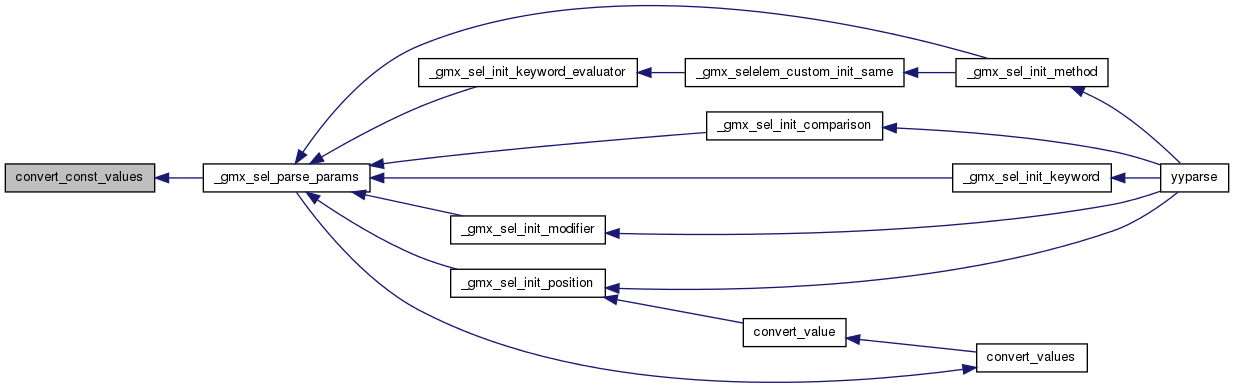 _gmx_sel_init_keyword_evaluator
_gmx_selelem_custom_init_same
_gmx_sel_init_method
_gmx_sel_init_comparison
convert_const_values
_gmx_sel_parse_params
_gmx_sel_init_keyword
yyparse
_gmx_sel_init_modifier
_gmx_sel_init_position
convert_value
convert_values